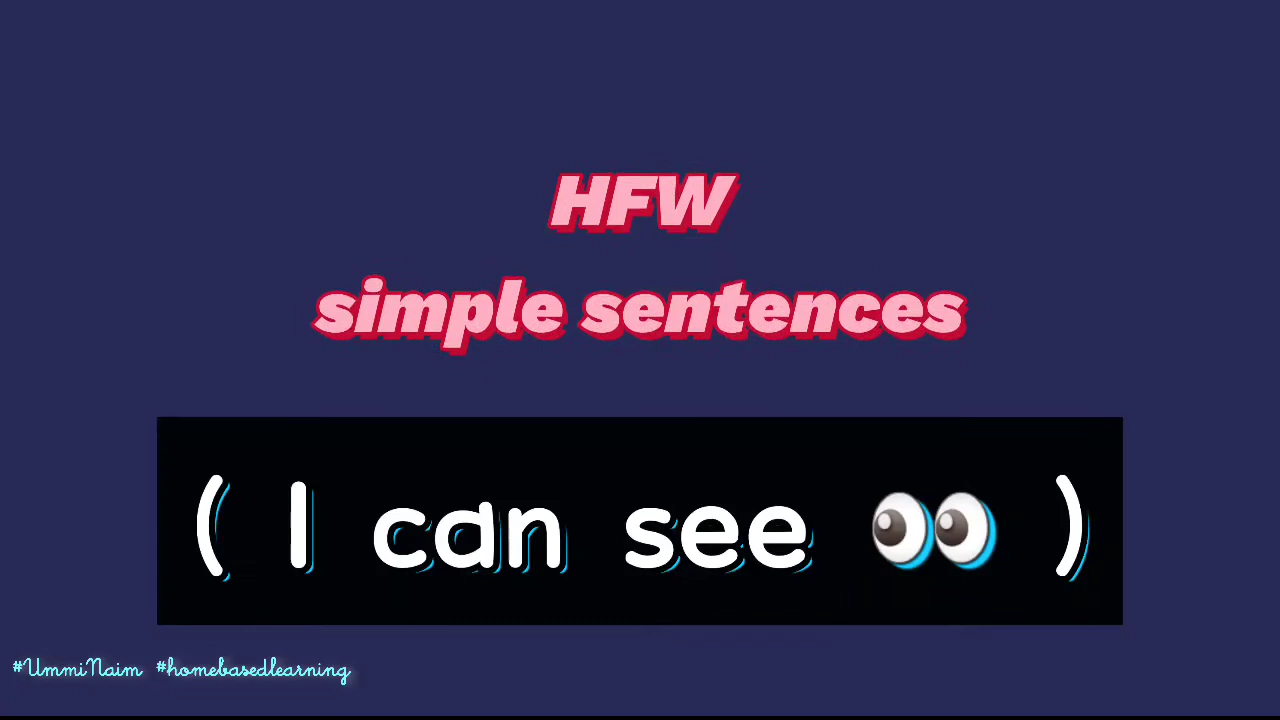 HFW
simple sentences
( I can see 👀 )
#UmmiNaim #homebasedlearning